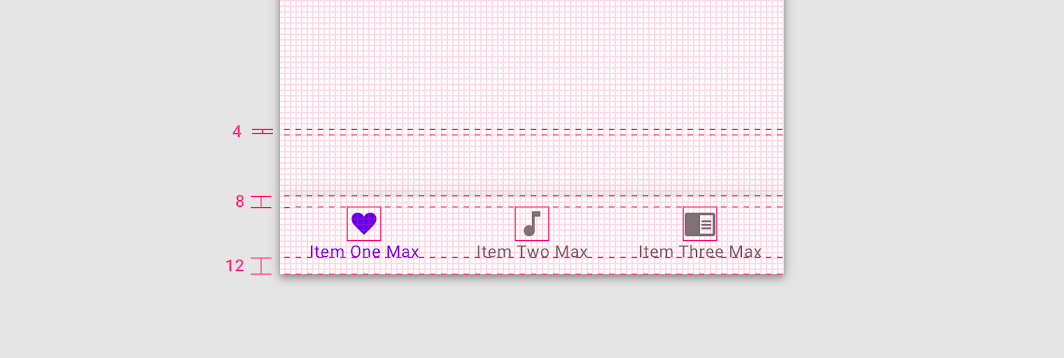 4
8
Item One Max
Item Two Max
Item Three Max
12